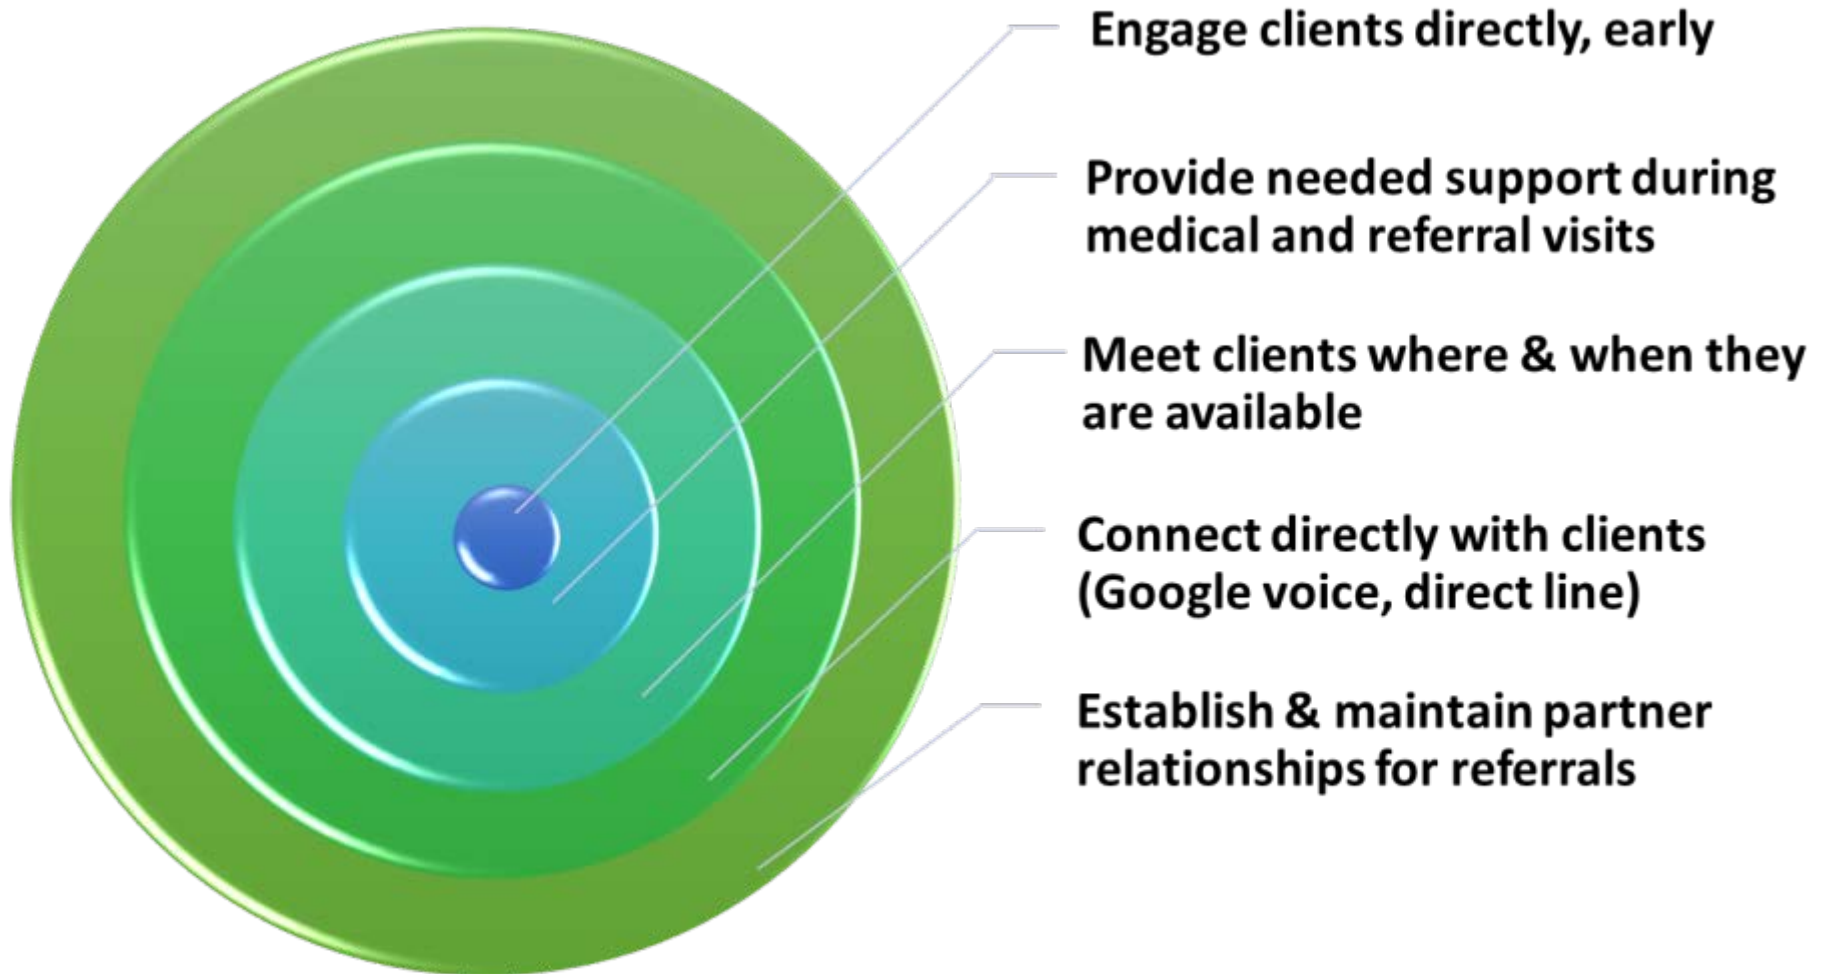 Engage clients directly, early
Provide needed support during
medical and referral visits
Meet clients where & when they
are available
Connect directly with clients
(Google voice, direct line)
Establish & maintain partner
relationships for referrals